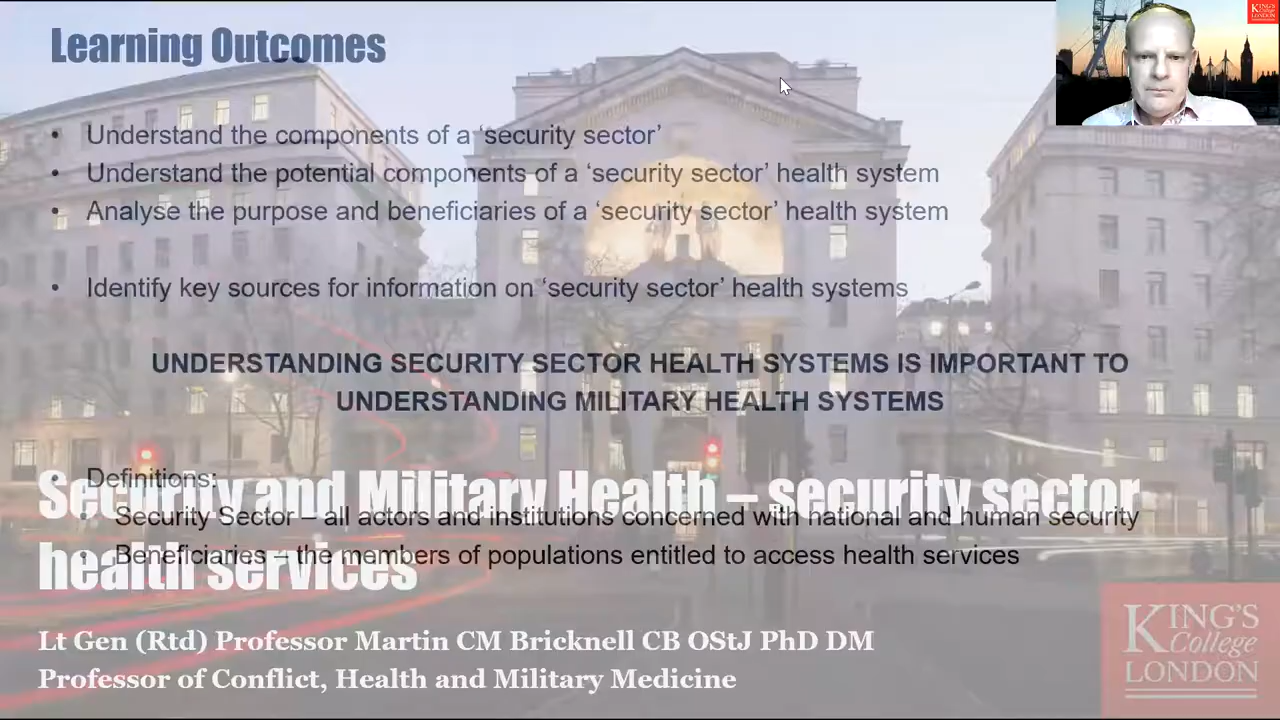 Learning Outcomes
KING'S
College
LONDON
• Understand the components of a ‘security sector’
• Understand the potential components of a ‘security sector’ health system
• Analyse the purpose and beneficiaries of a ‘security sector’ health system
• Identify key sources for information on ‘security sector’ health systems
UNDERSTANDING SECURITY SECTOR HEALTH SYSTEMS IS IMPORTANT TO
UNDERSTANDING MILITARY HEALTH SYSTEMS
Definitions:
Security and Military Health – security sector
• Security Sector – all actors and institutions concerned with national and human security
• Beneficiaries – the members of populations entitled to access health services
health services
Lt Gen (Rtd) Professor Martin CM Bricknell CB OStJ PhD DM
Professor of Conflict, Health and Military Medicine
KING'S
College
LONDON